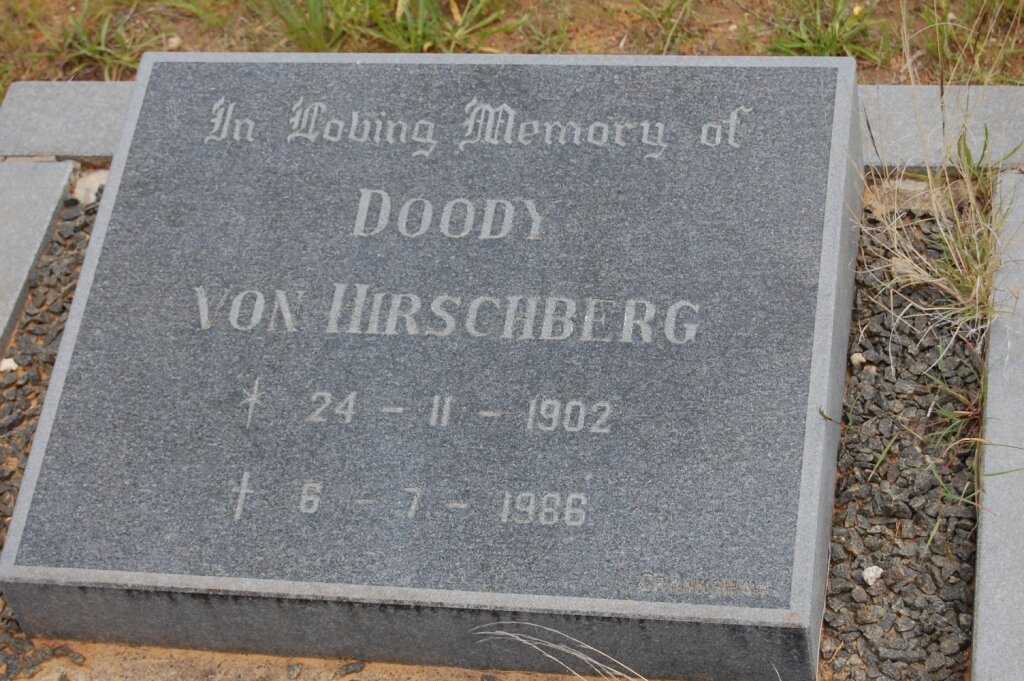 In Loving Memory of
DOODY
VON HIRSCHBERG
* 24 - 11 - 1902
† 6 - 7 - 1986